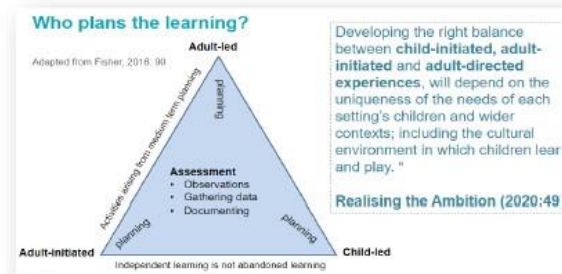 Who plans the learning?
Adapted from Fisher, 2016: 90
Adult-led
planning
Activities arising from medium term planning
Assessment
• Observations
• Gathering data
• Documenting
planning
planning
Adult-initiated
Child-led
Independent learning is not abandoned learning
Developing the right balance
between child-initiated, adult-
initiated and adult-directed
experiences, will depend on the
uniqueness of the needs of each
setting's children and wider
contexts; including the cultural
environment in which children lear
and play. "
Realising the Ambition (2020:49